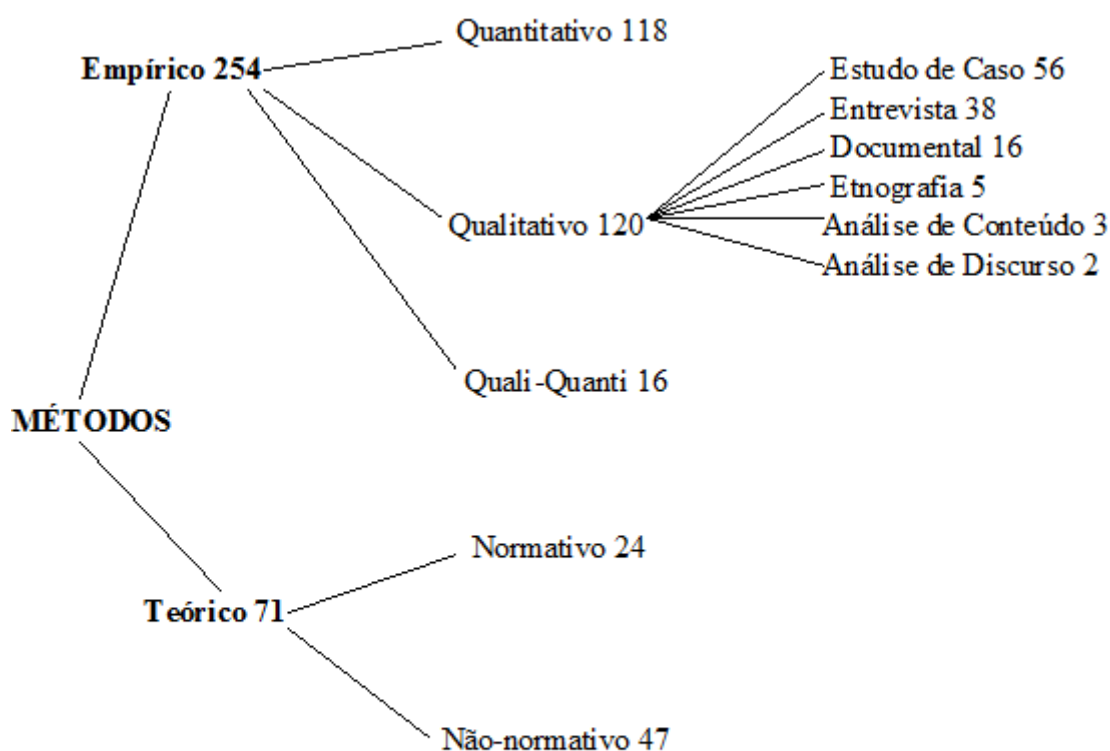 Quantitativo 118
Empírico 254
Estudo de Caso 56
Entrevista 38
Documental 16
Etnografia 5
Qualitativo 120
Análise de Conteúdo 3
Análise de Discurso 2
Quali-Quanti 16
MÉTODOS
Normativo 24
Teórico 71
Não-normativo 47